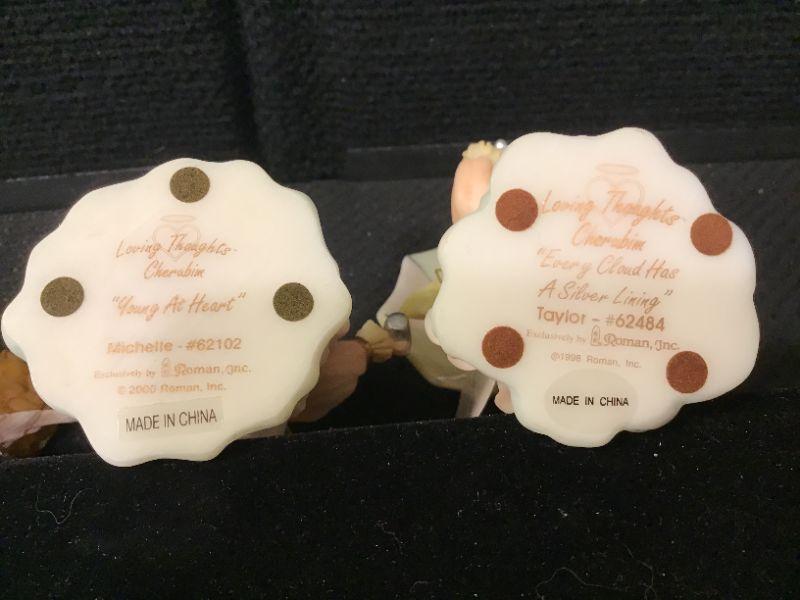 Loving Thoughts-
Cherubim
"Young At Heart"
Michelle - #62102
Exclusively by Roman, Inc.
© 2000 Roman, Inc.
MADE IN CHINA
Loving Thoughts-
Cherubim
"Every Cloud Has
A Silver Lining"
Taylor - #62484
Exclusively by Roman, Inc.
©1998 Roman, Inc.
MADE IN CHINA